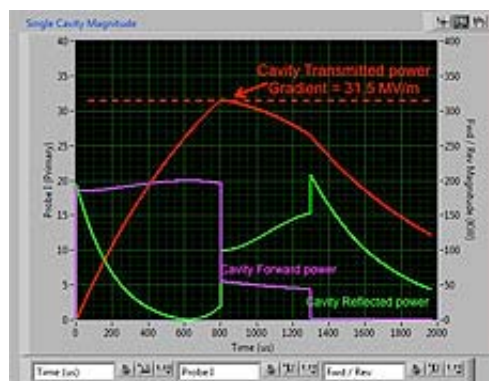 Single Cavity Magnitude
40
35
30
25
20
15
10
5
0
Probe I (Primary)
Cavity Transmitted power
Gradient = 31.5 MV/m
Cavity Forward power
Cavity Reflected power
400
300
200
150
100
50
0
Fwd / Rev Magnitude (KW)
0 200 400 600 800 1000 1200 1400 1600 1800 2000
Time (us)
Time (us) Probe I Fwd / Rev